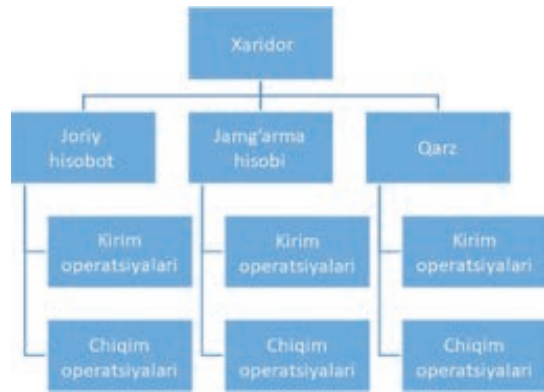 Xaridor
Joriy
hisobot
Jamg'arma
hisobi
Qarz
Kirim
operatsiyalari
Kirim
operatsiyalari
Kirim
operatsiyalari
Chiqim
operatsiyalari
Chiqim
operatsiyalari
Chiqim
operatsiyalari